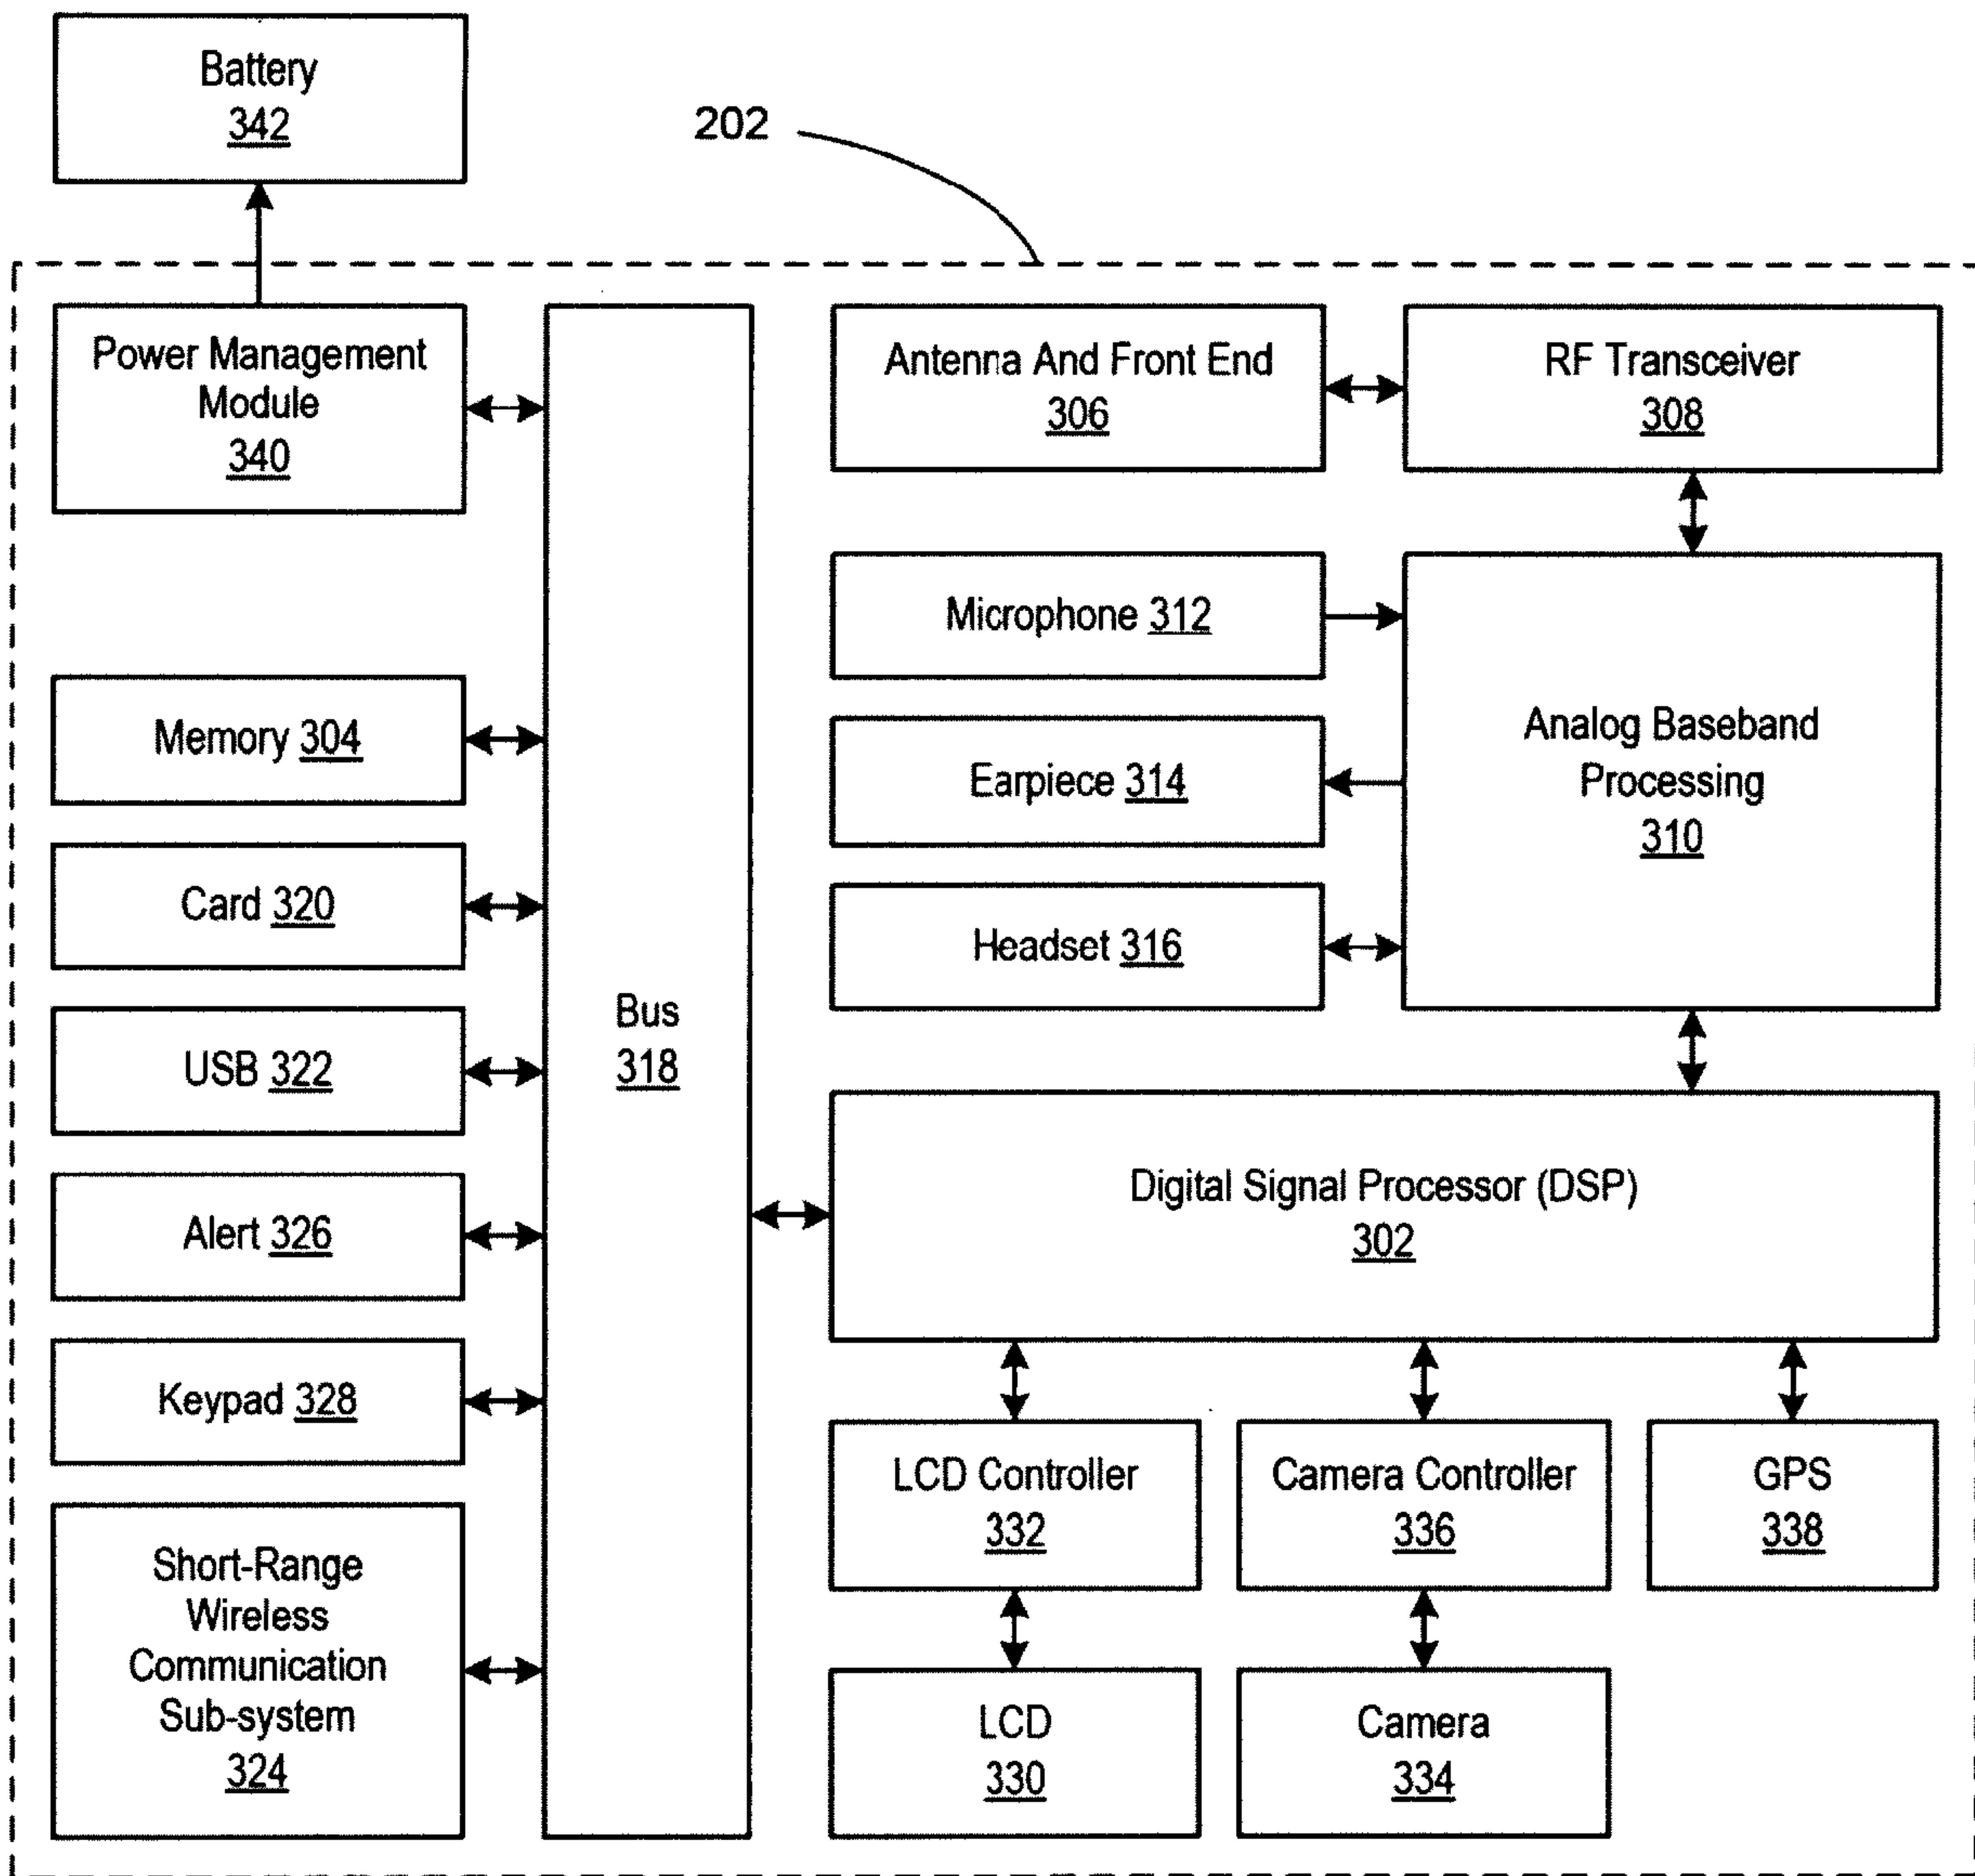 Battery
342
202
Power Management
Module
340
Antenna And Front End
306
RF Transceiver
308
Microphone 312
Memory 304
Earpiece 314
Analog Baseband
Processing
310
Card 320
Headset 316
Bus
318
USB 322
Digital Signal Processor (DSP)
302
Alert 326
Keypad 328
LCD Controller
332
Camera Controller
336
GPS
338
Short-Range
Wireless
Communication
Sub-system
324
LCD
330
Camera
334